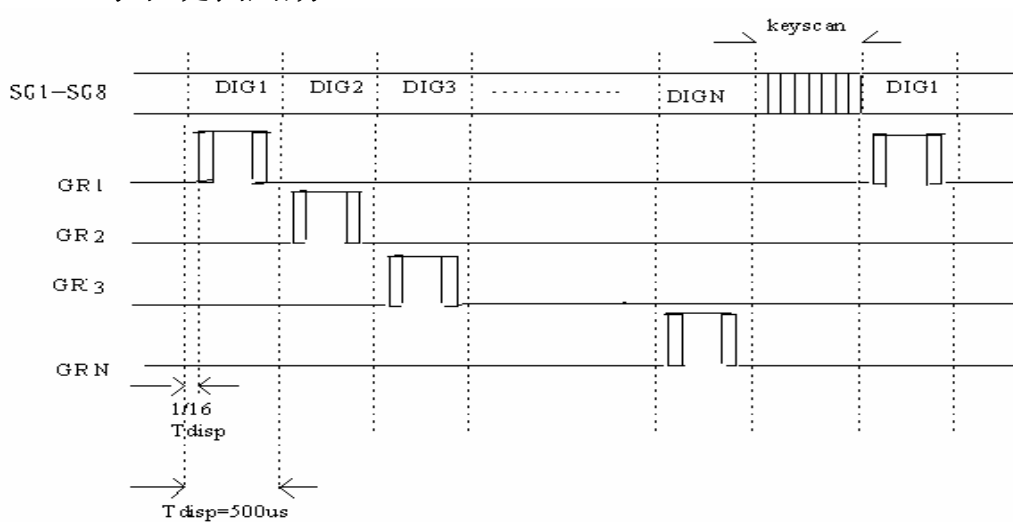 keyscan
SG1-SG8 DIG1 DIG2 DIG3 ............. DIGN DIG1
GR1
GR2
GR3
GRN
1/16
Tdisp
Tdisp=500us